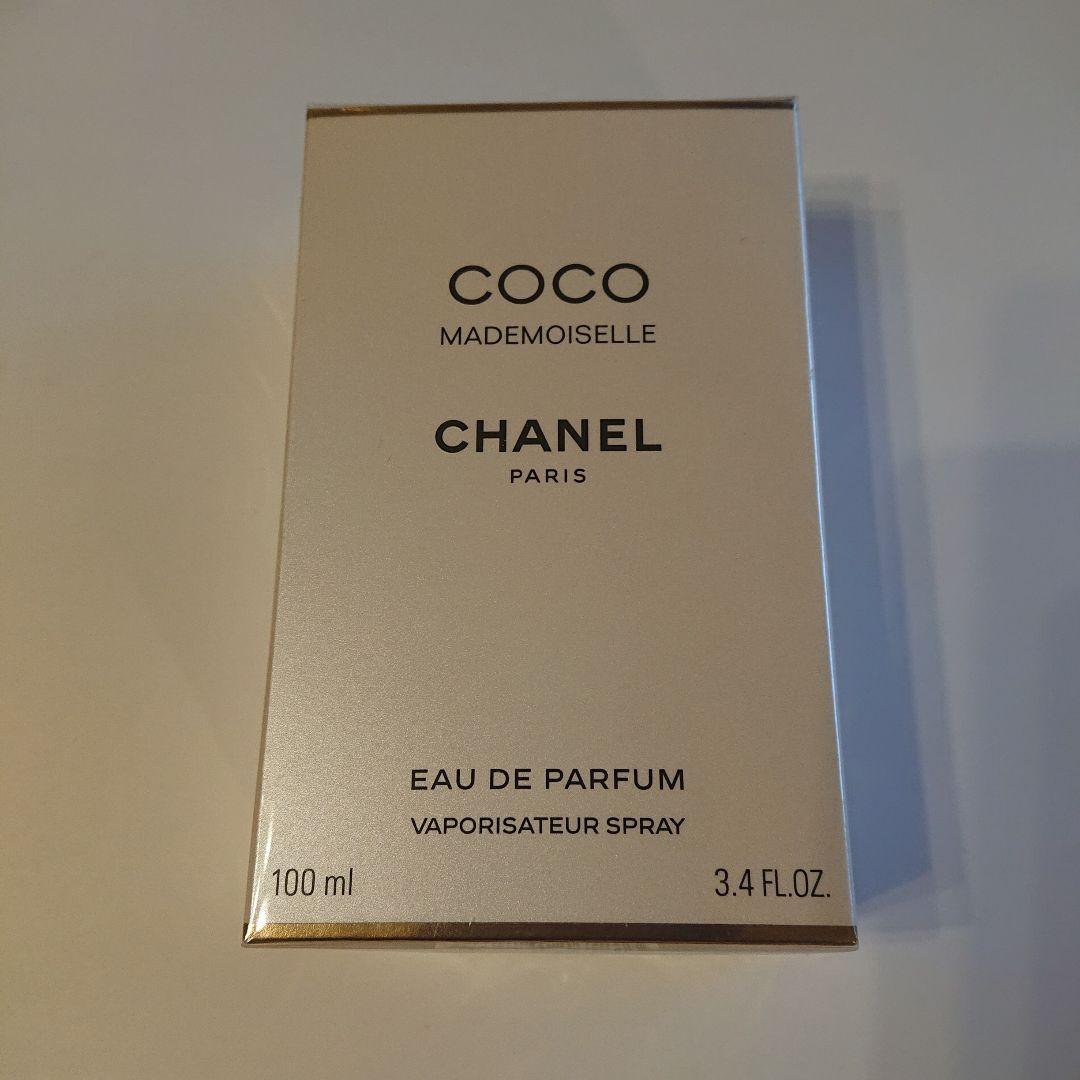 COCO
MADEMOISELLE
CHANEL
PARIS
EAU DE PARFUM
VAPORISATEUR SPRAY
100 ml 3.4 FL.OZ.